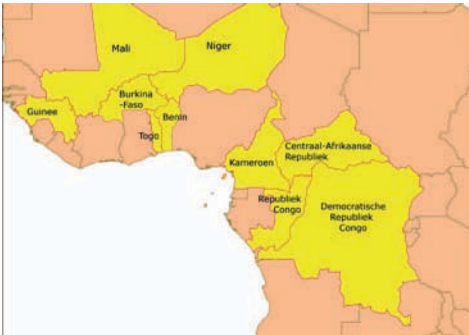 Mali
Niger
Burkina
-Faso
Guinee
Benin
Togo
Centraal-Afrikaanse
Republiek
Kameroen
Republiek
Congo
Democratische
Republiek
Congo